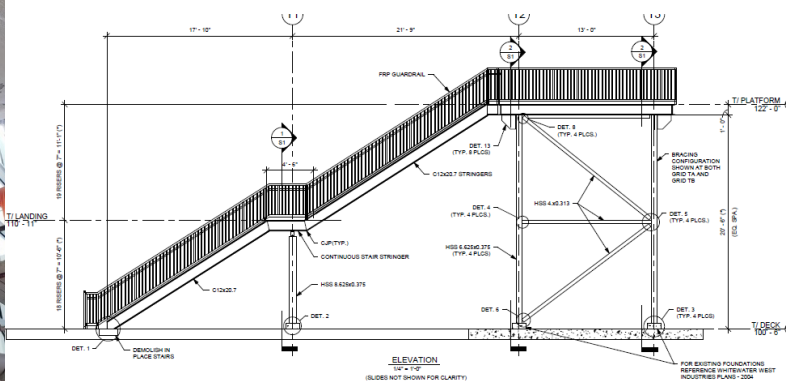 11
12
13
17' - 10"
21' - 9"
13' - 0"
2
S1
2
S1
FRP GUARDRAIL
T/ PLATFORM
122' - 0"
1' - 0"
DET. 8
(TYP. 4 PLCS.)
DET. 13
(TYP. 8 PLCS)
1
S1
BRACING
CONFIGURATION
SHOWN AT BOTH
GRID TA AND
GRID TB
4' - 6"
C12x20.7 STRINGERS
19 RISERS @ 7" = 11'-1" (*)
T/ LANDING
110' - 11"
DET. 4
(TYP. 4 PLCS.)
HSS 4.x0.313
DET. 5
(TYP. 4 PLCS.)
20' - 6" (*)
(EQ. SPA.)
CJP(TYP.)
CONTINUOUS STAIR STRINGER
HSS 6.625x0.375
(TYP. 4 PLCS)
18 RISERS @ 7" = 10'-6" (*)
C12x20.7
HSS 8.625x0.375
DET. 2
DET. 6
DET. 3
(TYP. 4 PLCS)
T/ DECK
100' - 6"
DET. 1
DEMOLISH IN
PLACE STAIRS
ELEVATION
1/4" = 1'-0"
(SLIDES NOT SHOWN FOR CLARITY)
FOR EXISTING FOUNDATIONS
REFERENCE WHITEWATER WEST
INDUSTRIES PLANS - 2004